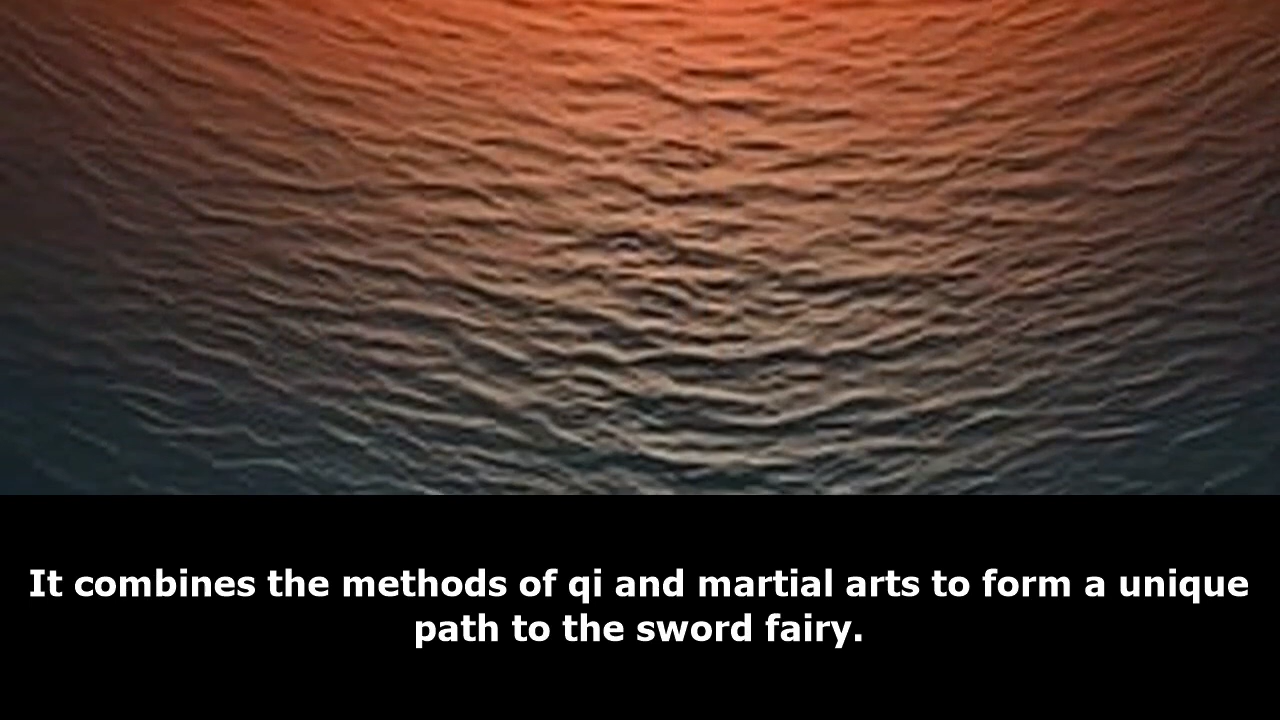 It combines the methods of qi and martial arts to form a unique
path to the sword fairy.